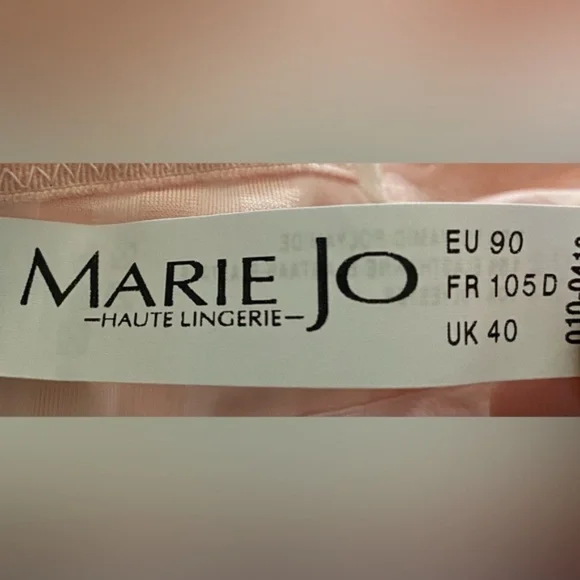 MARIE JO
–HAUTE LINGERIE–
EU 90
FR 105 D
UK 40